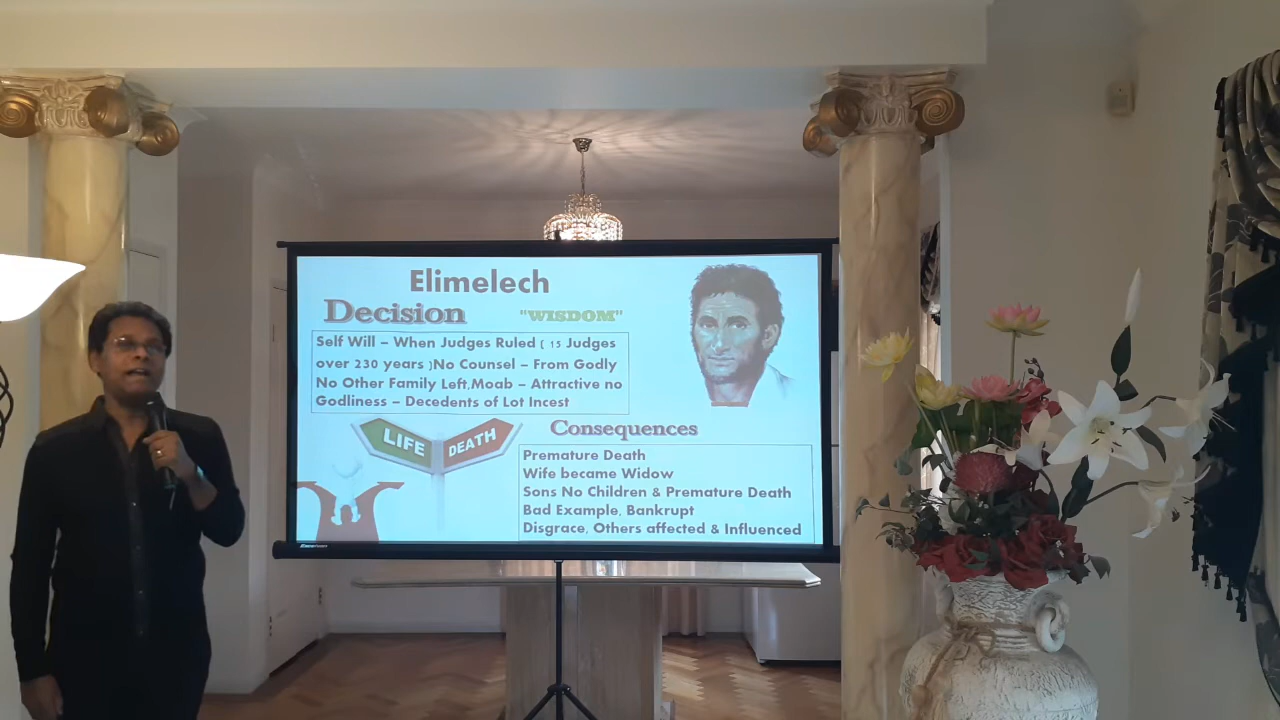 Elimelech
Decision
"WISDOM"
Self Will – When Judges Ruled ( 15 Judges
over 230 years )No Counsel – From Godly
No Other Family Left,Moab – Attractive no
Godliness – Decedents of Lot Incest
LIFE
DEATH
Consequences
Premature Death
Wife became Widow
Sons No Children & Premature Death
Bad Example, Bankrupt
Disgrace, Others affected & Influenced